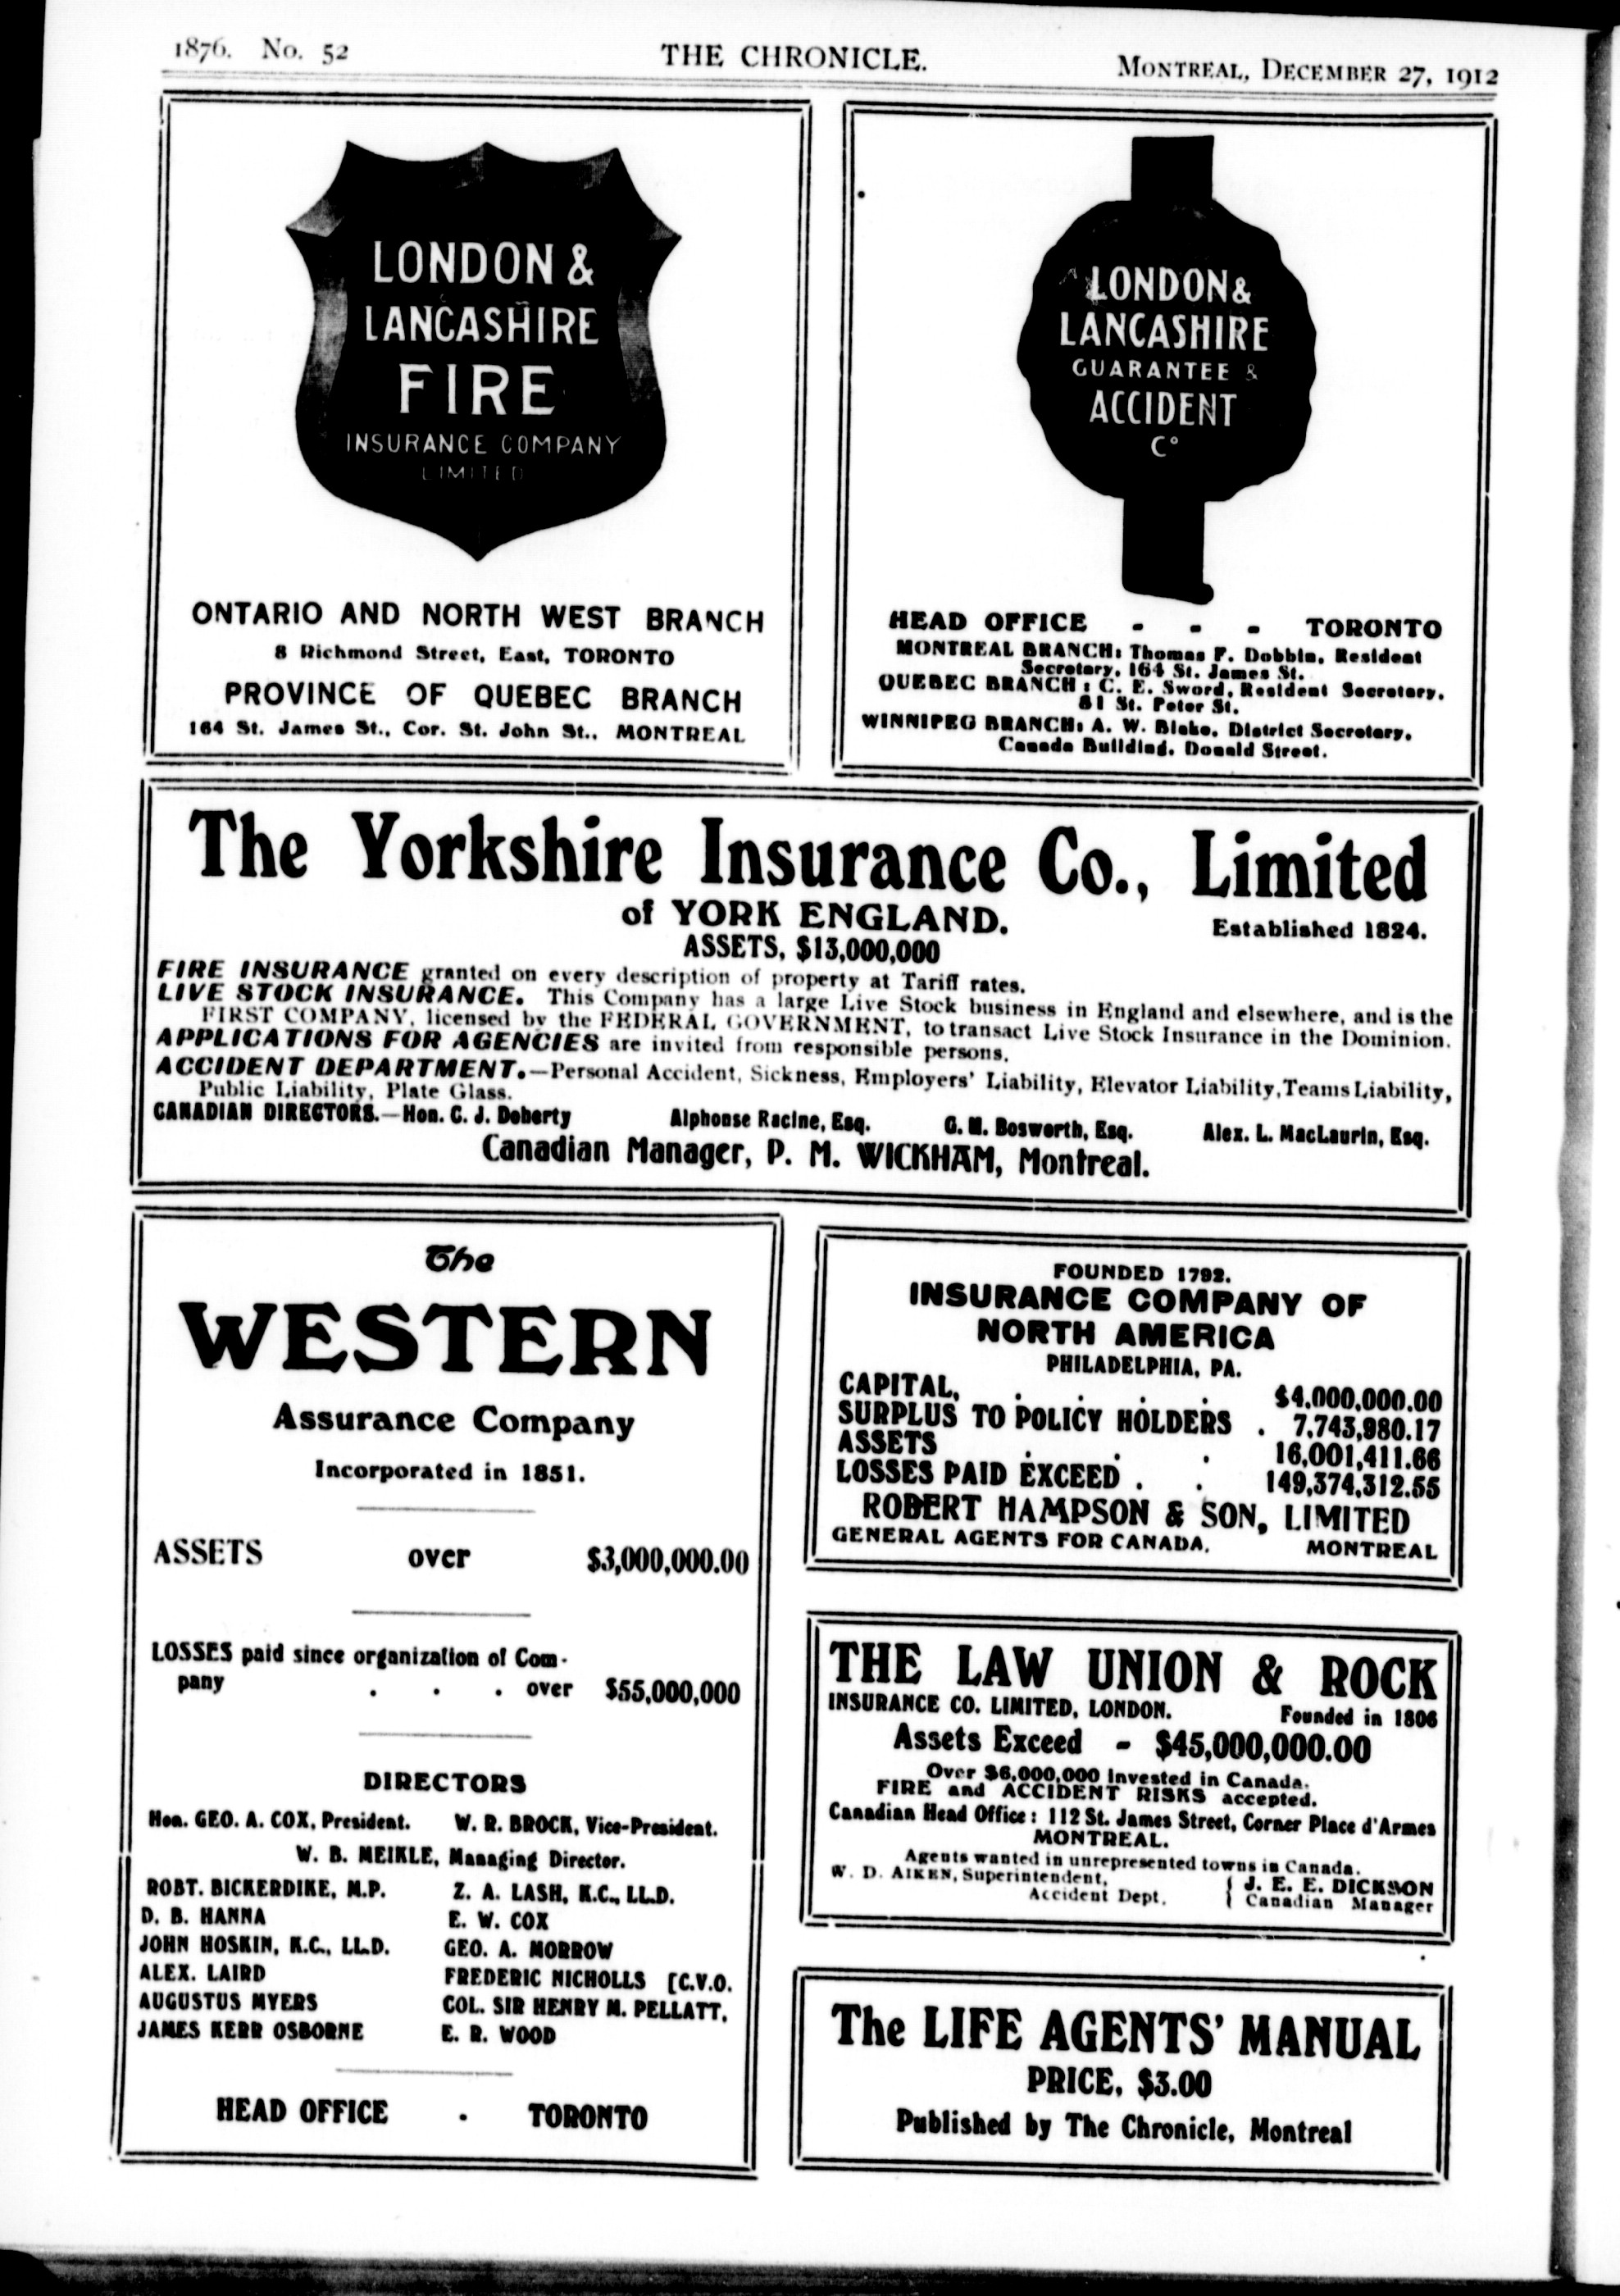 1876. No. 52 THE CHRONICLE. MONTREAL, DECEMBER 27, 1912
LONDON &
LANCASHIRE
FIRE
INSURANCE COMPANY
LIMITED
ONTARIO AND NORTH WEST BRANCH
8 Richmond Street, East, TORONTO
PROVINCE OF QUEBEC BRANCH
164 St. James St., Cor. St. John St., MONTREAL
LONDON &
LANCASHIRE
GUARANTEE &
ACCIDENT
Co
HEAD OFFICE - - - TORONTO
MONTREAL BRANCH: Thomas F. Dobbin, Resident
Secretary, 164 St. James St.
QUEBEC BRANCH: C. E. Sword, Resident Secretary,
81 St. Peter St.
WINNIPEG BRANCH: A. W. Blake, District Secretary,
Canada Building, Donald Street.
The Yorkshire Insurance Co., Limited
of YORK ENGLAND. Established 1824.
ASSETS, $13,000,000
FIRE INSURANCE granted on every description of property at Tariff rates.
LIVE STOCK INSURANCE. This Company has a large Live Stock business in England and elsewhere, and is the
FIRST COMPANY, licensed by the FEDERAL GOVERNMENT, to transact Live Stock Insurance in the Dominion.
APPLICATIONS FOR AGENCIES are invited from responsible persons.
ACCIDENT DEPARTMENT.—Personal Accident, Sickness, Employers' Liability, Elevator Liability, Teams Liability,
Public Liability, Plate Glass.
CANADIAN DIRECTORS.—Hon. C. J. Doherty Alphonse Racine, Esq. G. M. Bosworth, Esq. Alex. L. MacLaurin, Esq.
Canadian Manager, P. M. WICKHAM, Montreal.
The
WESTERN
Assurance Company
Incorporated in 1851.
ASSETS over $3,000,000.00
LOSSES paid since organization of Com-
pany . . . over $55,000,000
DIRECTORS
Hon. GEO. A. COX, President. W. R. BROCK, Vice-President.
W. B. MEIKLE, Managing Director.
ROBT. BICKERDIKE, M.P. Z. A. LASH, K.C., LL.D.
D. B. HANNA E. W. COX
JOHN HOSKIN, K.C., LL.D. GEO. A. MORROW
ALEX. LAIRD FREDERIC NICHOLLS [C.V.O.
AUGUSTUS MYERS COL. SIR HENRY M. PELLATT,
JAMES KERR OSBORNE E. R. WOOD
HEAD OFFICE . TORONTO
FOUNDED 1792.
INSURANCE COMPANY OF
NORTH AMERICA
PHILADELPHIA, PA.
CAPITAL, . . . . $4,000,000.00
SURPLUS TO POLICY HOLDERS . 7,743,980.17
ASSETS . . . 16,001,411.66
LOSSES PAID EXCEED . . 149,374,312.55
ROBERT HAMPSON & SON, LIMITED
GENERAL AGENTS FOR CANADA. MONTREAL
THE LAW UNION & ROCK
INSURANCE CO. LIMITED, LONDON. Founded in 1806
Assets Exceed - $45,000,000.00
Over $6,000,000 Invested in Canada.
FIRE and ACCIDENT RISKS accepted.
Canadian Head Office: 112 St. James Street, Corner Place d'Armes
MONTREAL.
Agents wanted in unrepresented towns in Canada.
W. D. AIKEN, Superintendent, { J. E. E. DICKSON
Accident Dept. { Canadian Manager
The LIFE AGENTS' MANUAL
PRICE, $3.00
Published by The Chronicle, Montreal